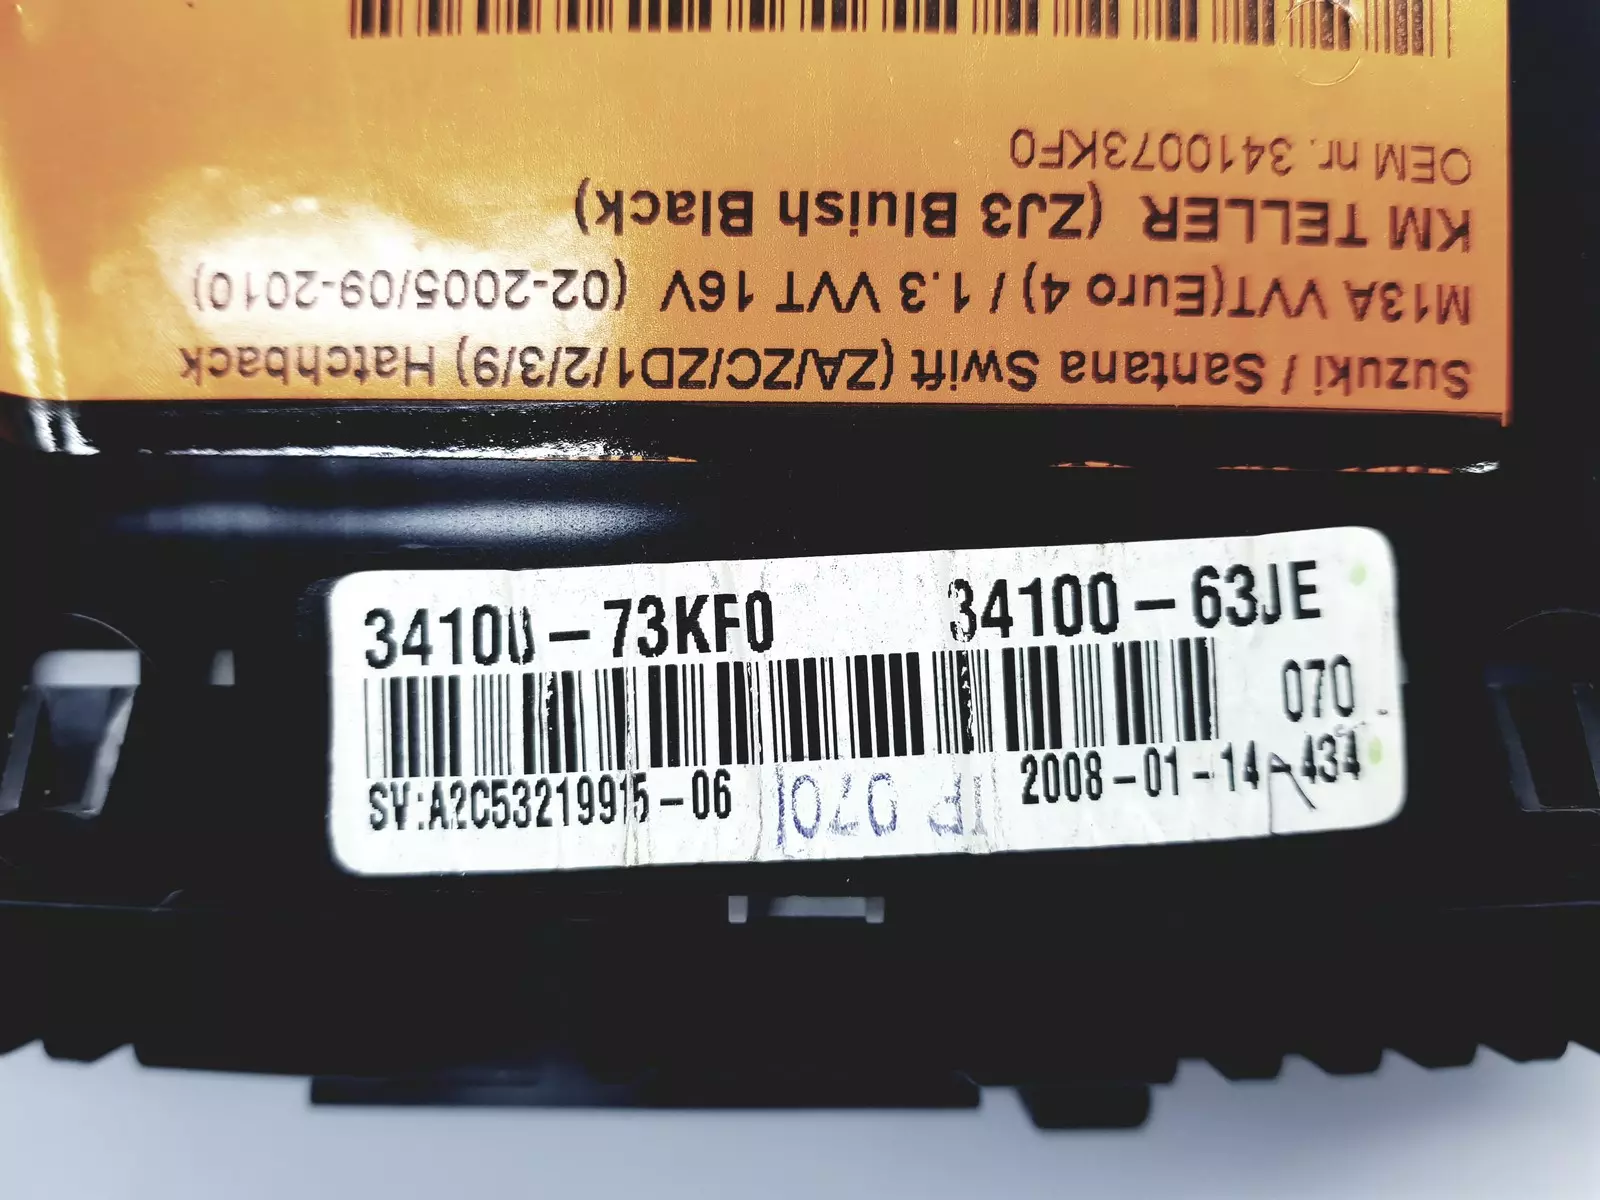 Suzuki / Santana Swift (ZA/ZC/ZD1/2/3/9) Hatchback
M13A VVT(Euro 4) / 1.3 VVT 16V (02-2005/09-2010)
KM TELLER (ZJ3 Bluish Black)
OEM nr. 3410073KF0
34100-73KF0 34100-63JE
070
SV:A2C53219915-06 2008-01-14 434
070